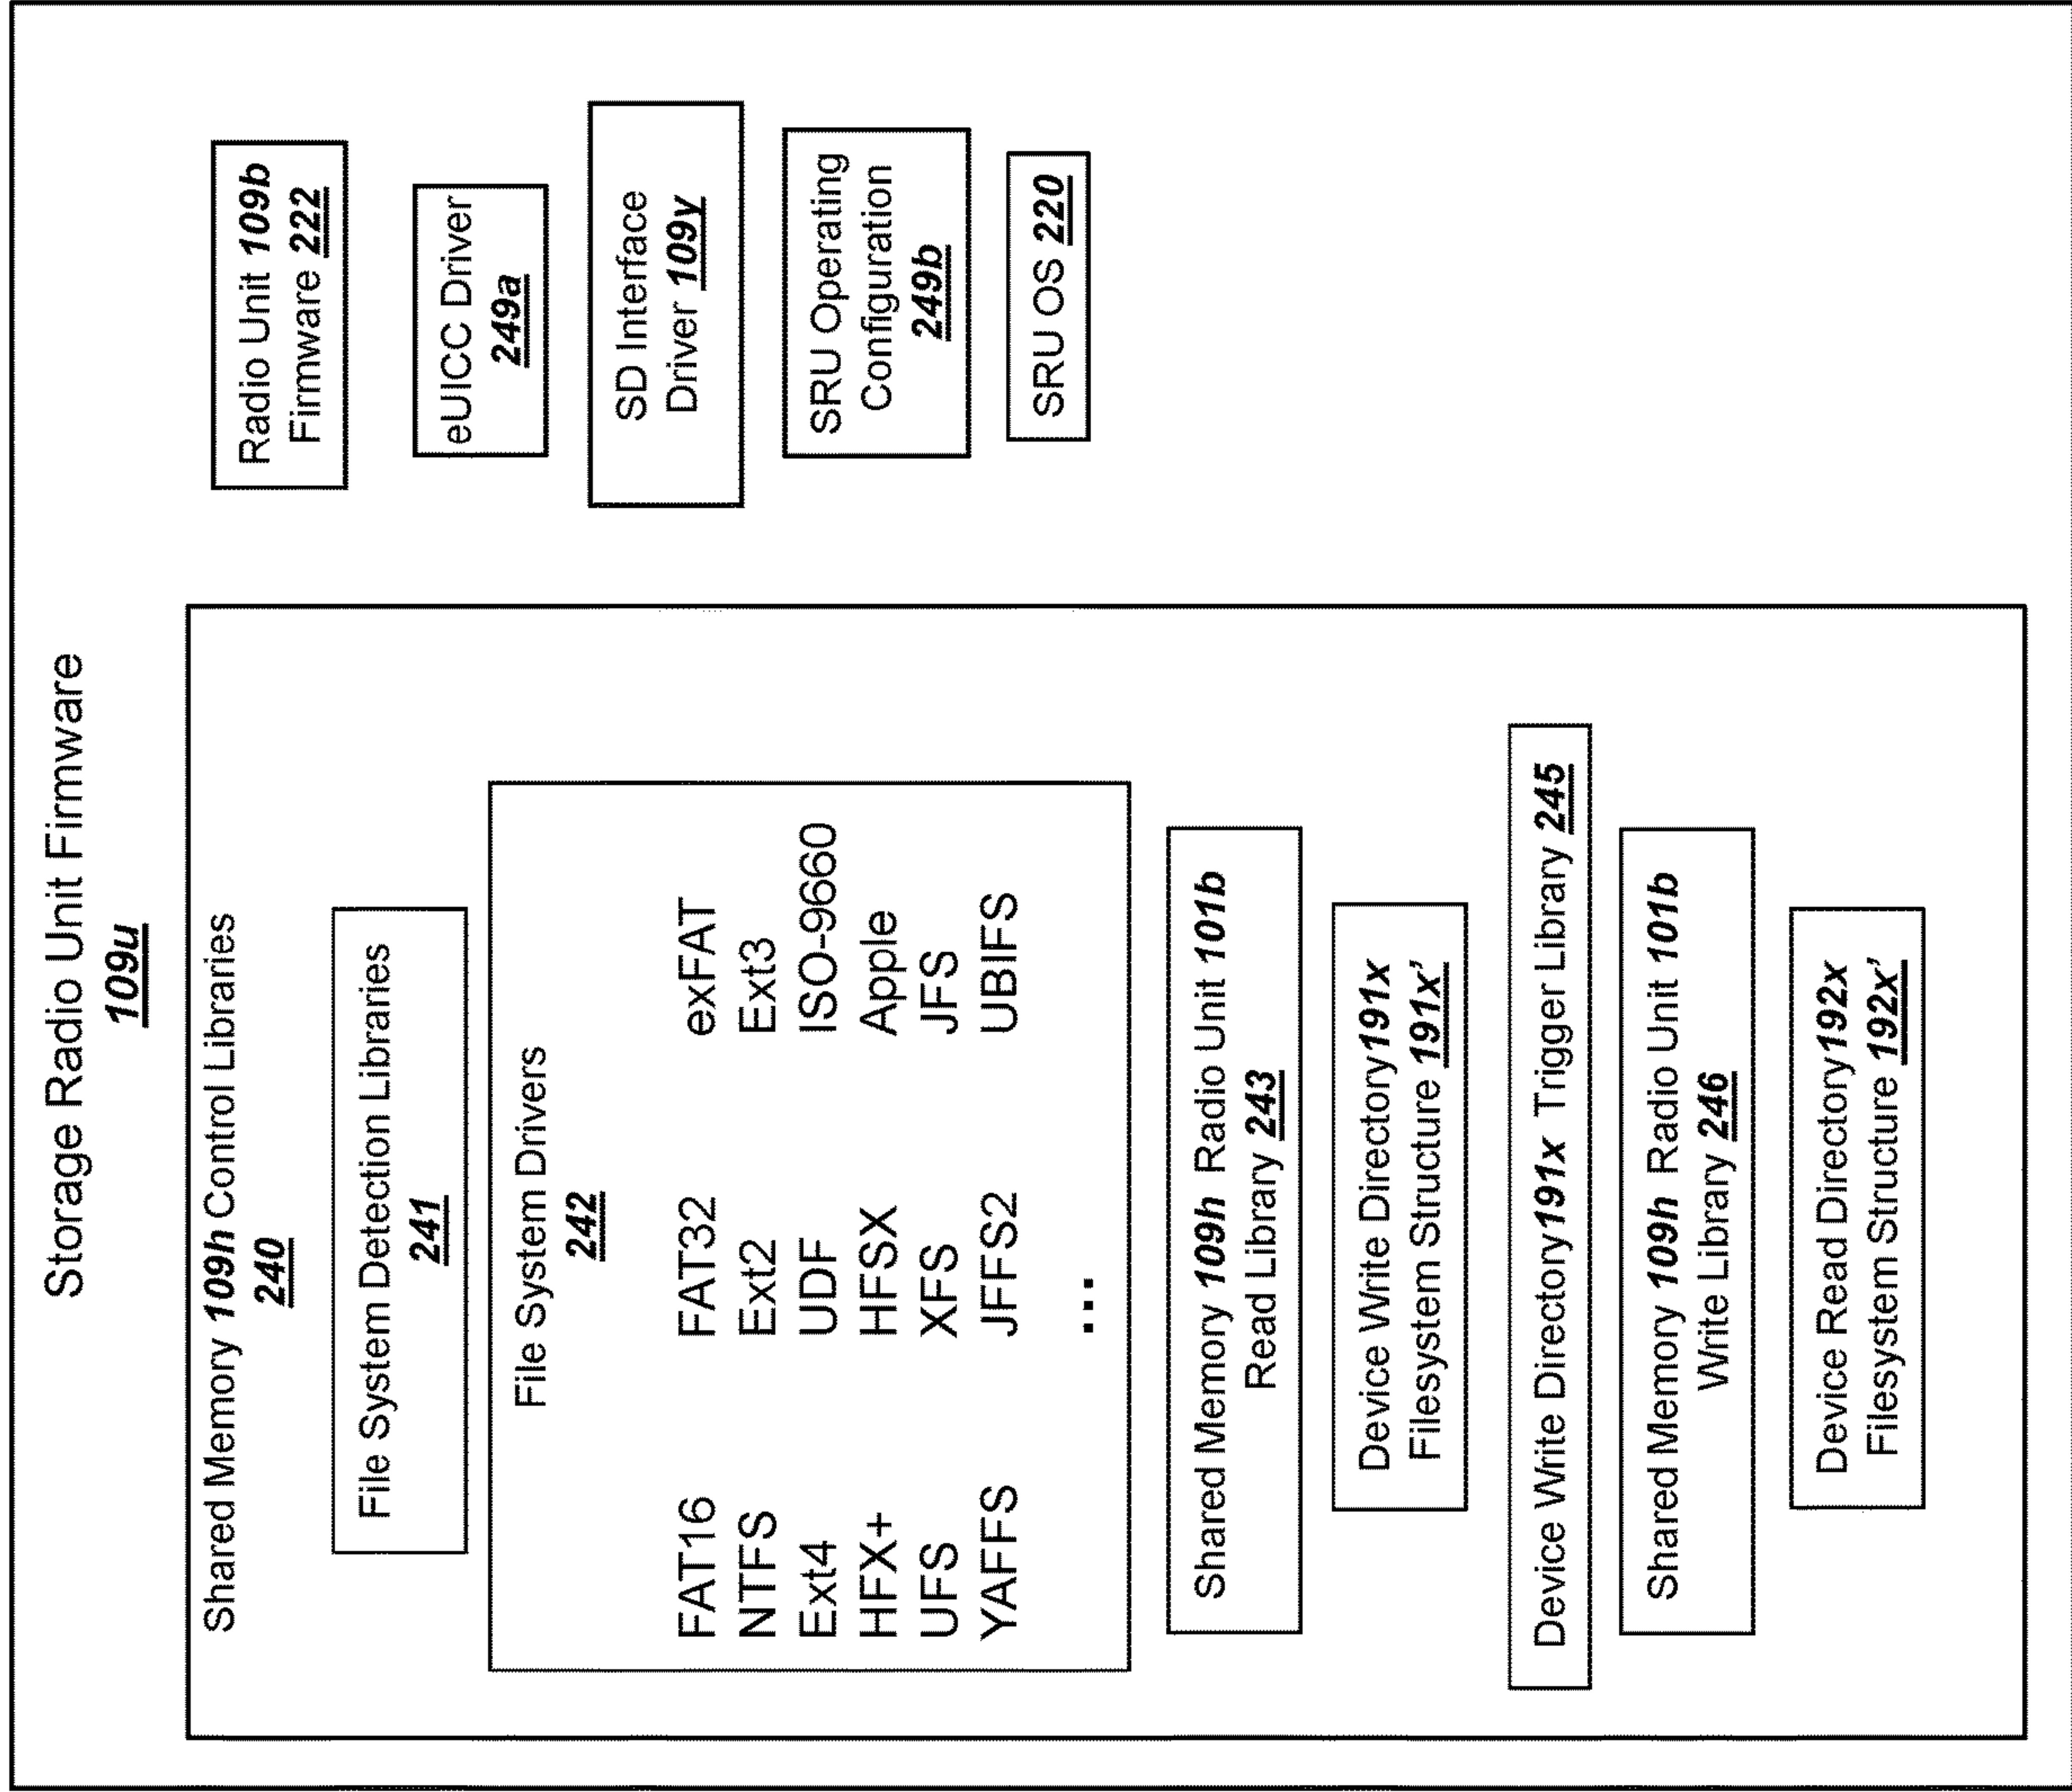 Storage Radio Unit Firmware
109u
Shared Memory 109h Control Libraries
240
File System Detection Libraries
241
File System Drivers
242
FAT16 FAT32 exFAT
NTFS Ext2 Ext3
Ext4 UDF ISO-9660
HFX+ HFSX Apple
UFS XFS JFS
YAFFS JFFS2 UBIFS
...
Shared Memory 109h Radio Unit 101b
Read Library 243
Device Write Directory191x
Filesystem Structure 191x'
Device Write Directory191x Trigger Library 245
Shared Memory 109h Radio Unit 101b
Write Library 246
Device Read Directory192x
Filesystem Structure 192x'
Radio Unit 109b
Firmware 222
eUICC Driver
249a
SD Interface
Driver 109y
SRU Operating
Configuration
249b
SRU OS 220